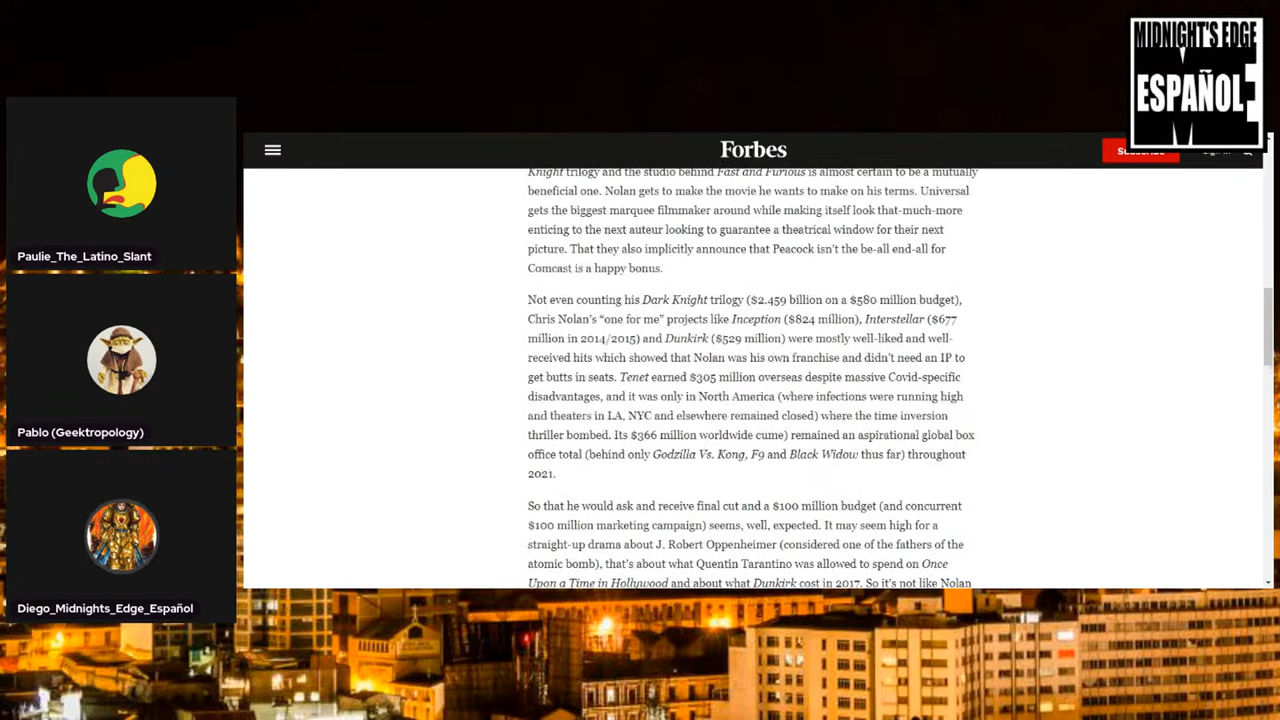 MIDNIGHT'S EDGE
ESPAÑOL
Forbes
Knight trilogy and the studio behind Fast and Furious is almost certain to be a mutually
beneficial one. Nolan gets to make the movie he wants to make on his terms. Universal
gets the biggest marquee filmmaker around while making itself look that-much-more
enticing to the next auteur looking to guarantee a theatrical window for their next
picture. That they also implicitly announce that Peacock isn't the be-all end-all for
Comcast is a happy bonus.
Not even counting his Dark Knight trilogy ($2.459 billion on a $580 million budget),
Chris Nolan's “one for me” projects like Inception ($824 million), Interstellar ($677
million in 2014/2015) and Dunkirk ($529 million) were mostly well-liked and well-
received hits which showed that Nolan was his own franchise and didn't need an IP to
get butts in seats. Tenet earned $305 million overseas despite massive Covid-specific
disadvantages, and it was only in North America (where infections were running high
and theaters in LA, NYC and elsewhere remained closed) where the time inversion
thriller bombed. Its $366 million worldwide cume) remained an aspirational global box
office total (behind only Godzilla Vs. Kong, F9 and Black Widow thus far) throughout
2021.
So that he would ask and receive final cut and a $100 million budget (and concurrent
$100 million marketing campaign) seems, well, expected. It may seem high for a
straight-up drama about J. Robert Oppenheimer (considered one of the fathers of the
atomic bomb), that's about what Quentin Tarantino was allowed to spend on Once
Upon a Time in Hollywood and about what Dunkirk cost in 2017. So it's not like Nolan
Paulie_The_Latino_Slant
Pablo (Geektropology)
Diego_Midnights_Edge_Español